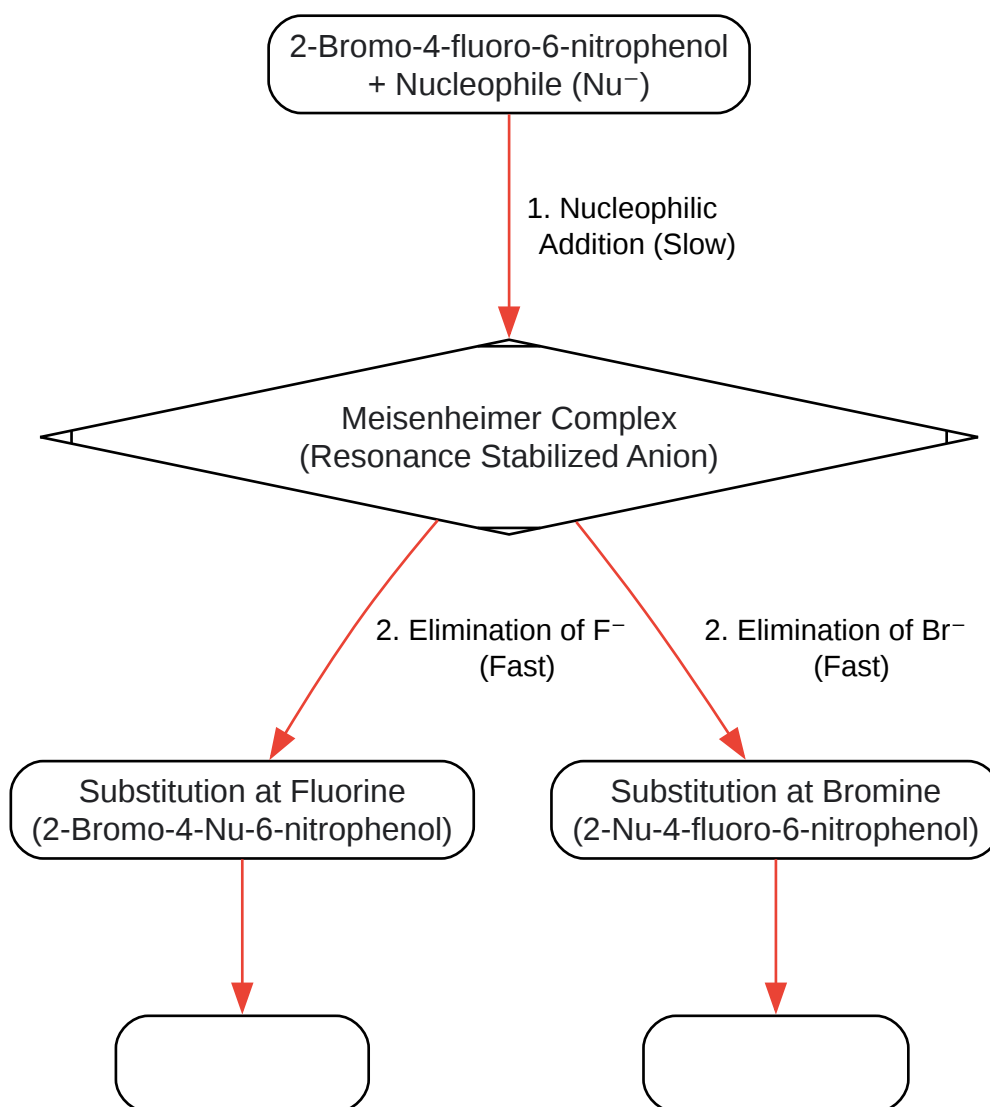 2-Bromo-4-fluoro-6-nitrophenol
+ Nucleophile (Nu⁻)
1. Nucleophilic
Addition (Slow)
Meisenheimer Complex
(Resonance Stabilized Anion)
2. Elimination of F⁻
(Fast)
2. Elimination of Br⁻
(Fast)
Substitution at Fluorine
(2-Bromo-4-Nu-6-nitrophenol)
Substitution at Bromine
(2-Nu-4-fluoro-6-nitrophenol)